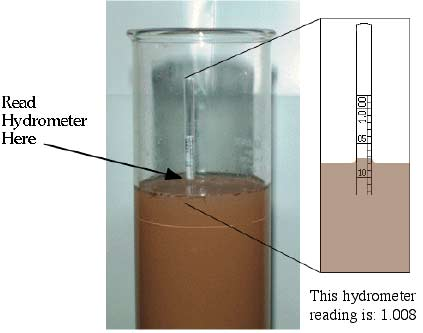 Read
Hydrometer
Here
1.000
05
10
This hydrometer
reading is: 1.008